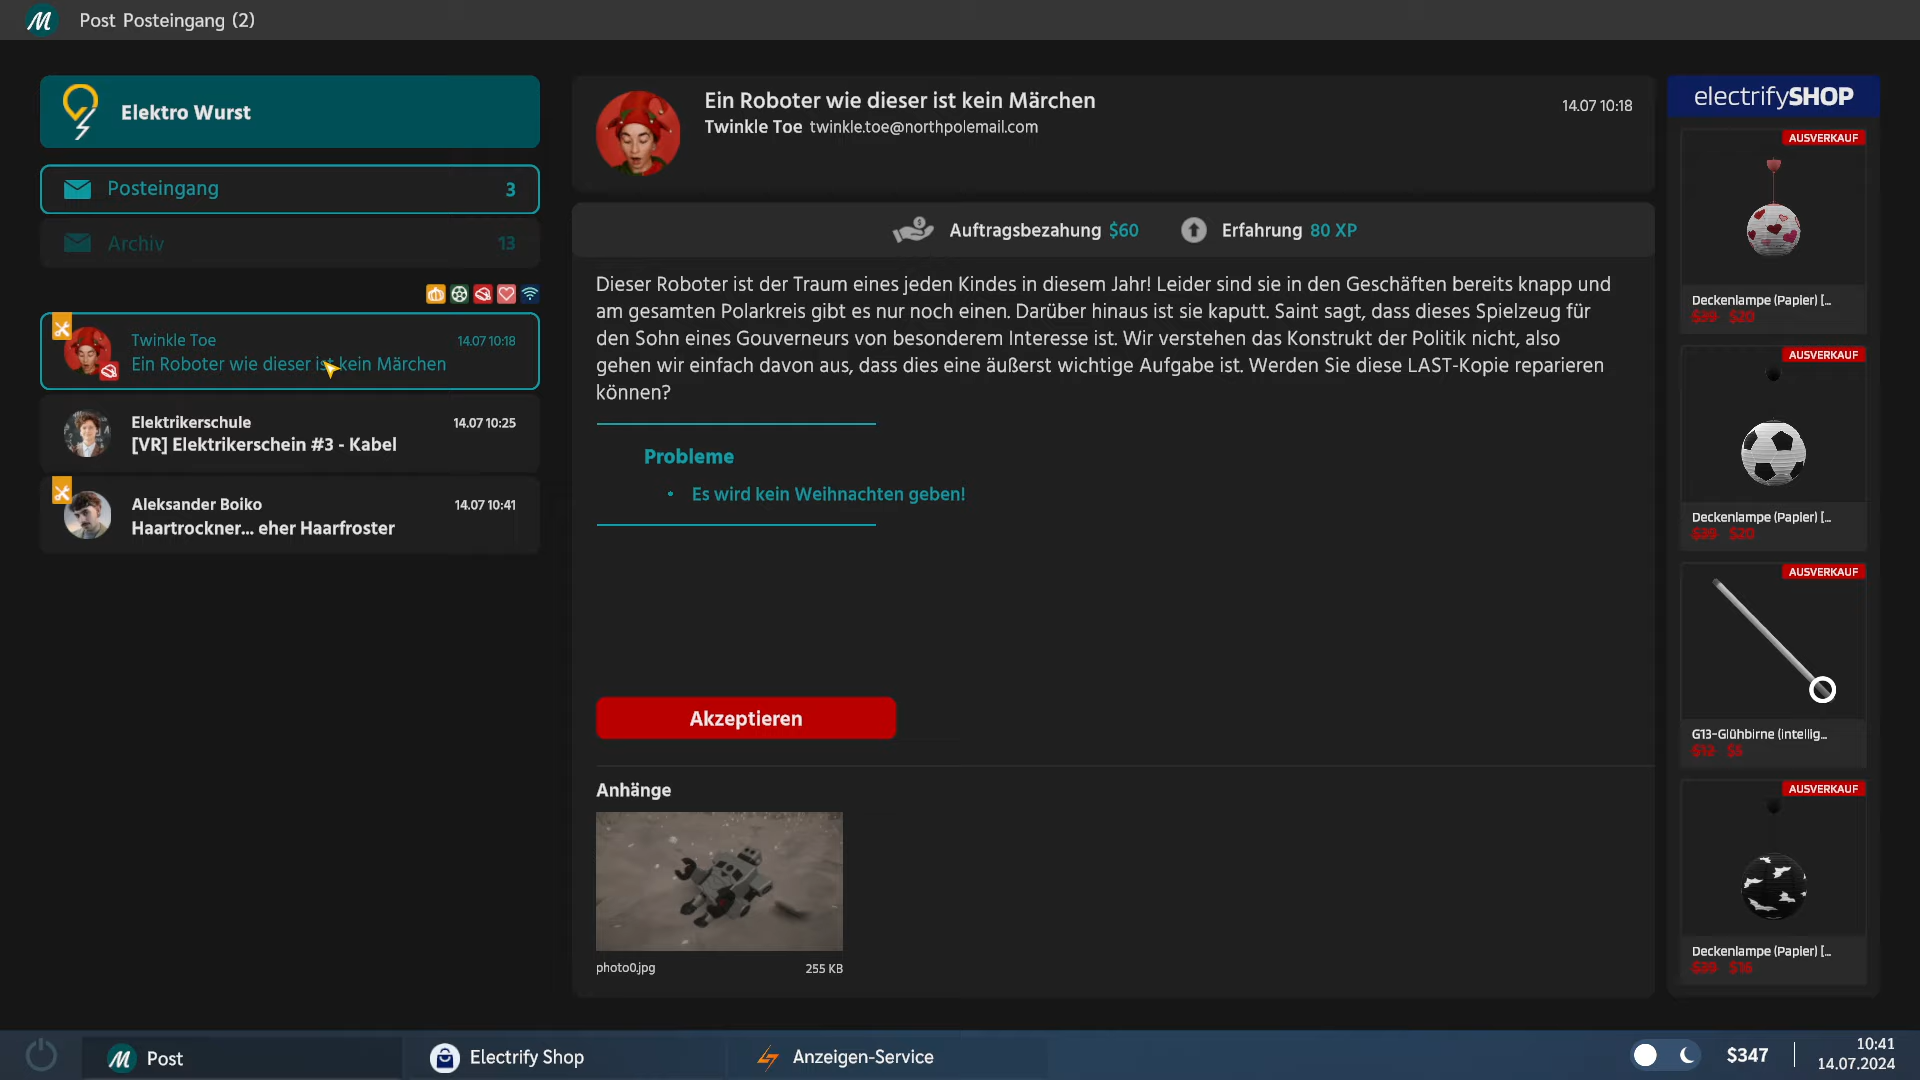 Post Posteingang (2)
Elektro Wurst
Posteingang 3
Archiv 13
Twinkle Toe 14.07 10:18
Ein Roboter wie dieser ist kein Märchen
Elektrikerschule 14.07 10:25
[VR] Elektrikerschein #3 - Kabel
Aleksander Boiko 14.07 10:41
Haartrockner... eher Haarfroster
Ein Roboter wie dieser ist kein Märchen
14.07 10:18
Twinkle Toe twinkle.toe@northpolemail.com
Auftragsbezahung $60 Erfahrung 80 XP
Dieser Roboter ist der Traum eines jeden Kindes in diesem Jahr! Leider sind sie in den Geschäften bereits knapp und
am gesamten Polarkreis gibt es nur noch einen. Darüber hinaus ist sie kaputt. Saint sagt, dass dieses Spielzeug für
den Sohn eines Gouverneurs von besonderem Interesse ist. Wir verstehen das Konstrukt der Politik nicht, also
gehen wir einfach davon aus, dass dies eine äußerst wichtige Aufgabe ist. Werden Sie diese LAST-Kopie reparieren
können?
Probleme
• Es wird kein Weihnachten geben!
Akzeptieren
Anhänge
photo0.jpg 255 KB
electrifySHOP
AUSVERKAUF
Deckenlampe (Papier) [...
$39 $20
AUSVERKAUF
Deckenlampe (Papier) [...
$39 $20
AUSVERKAUF
G13-Glühbirne (intellig...
$12 $6
AUSVERKAUF
Deckenlampe (Papier) [...
$39 $16
Post
Electrify Shop
Anzeigen-Service
$347
10:41
14.07.2024